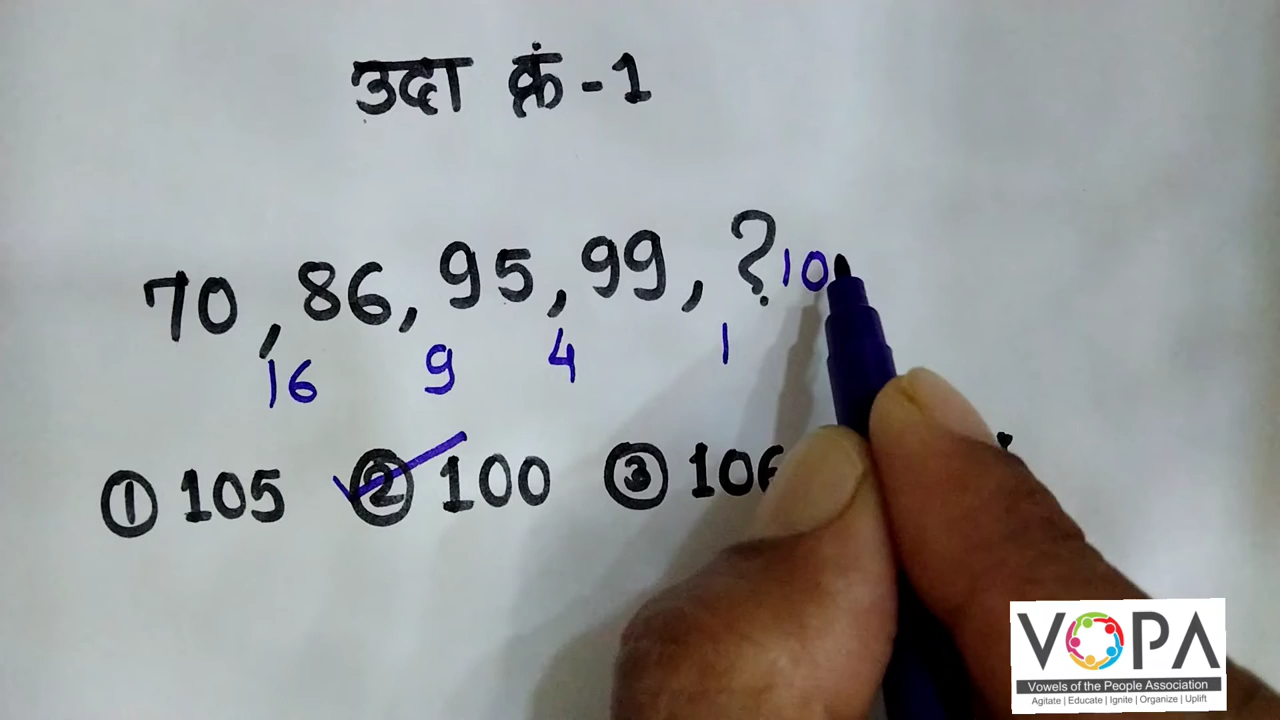 उदा क्रं - 1
70, 86, 95, 99, ? 10
16 9 4 1
① 105 ② 100 ③ 106
VOPA
Vowels of the People Association
Agitate | Educate | Ignite | Organize | Uplift